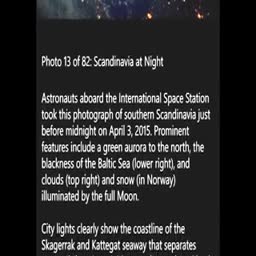 Photo 13 of 82: Scandinavia at Night
Astronauts aboard the International Space Station
took this photograph of southern Scandinavia just
before midnight on April 3, 2015. Prominent
features include a green aurora to the north, the
blackness of the Baltic Sea (lower right), and
clouds (top right) and snow (in Norway)
illuminated by the full Moon.
City lights clearly show the coastline of the
Skagerrak and Kattegat seaway that separates